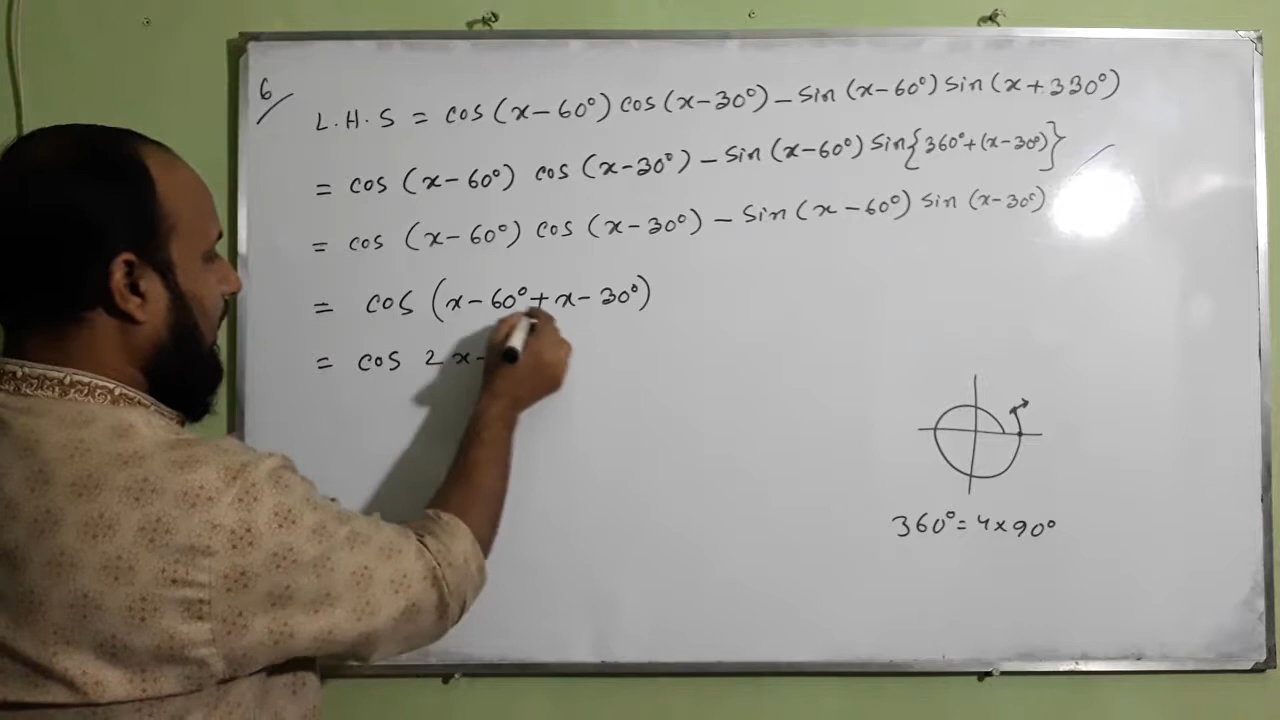 6/
L.H.S = cos(x-60°) cos(x-30°) - sin(x-60°) sin(x+330°)
= cos (x-60°) cos (x-30°) - sin(x-60°) sin{360°+(x-30°)}
= cos (x-60°) cos (x-30°) - sin(x-60°) sin (x-30°)
= cos (x-60°+x-30°)
= cos 2x-
360°=4×90°